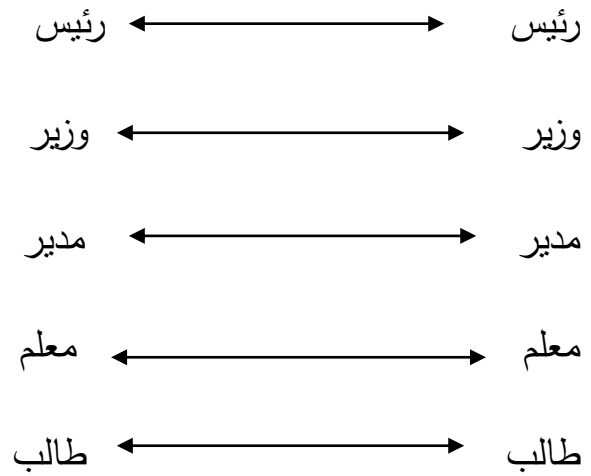 رئيس رئيس
وزير وزير
مدير مدير
معلم معلم
طالب طالب